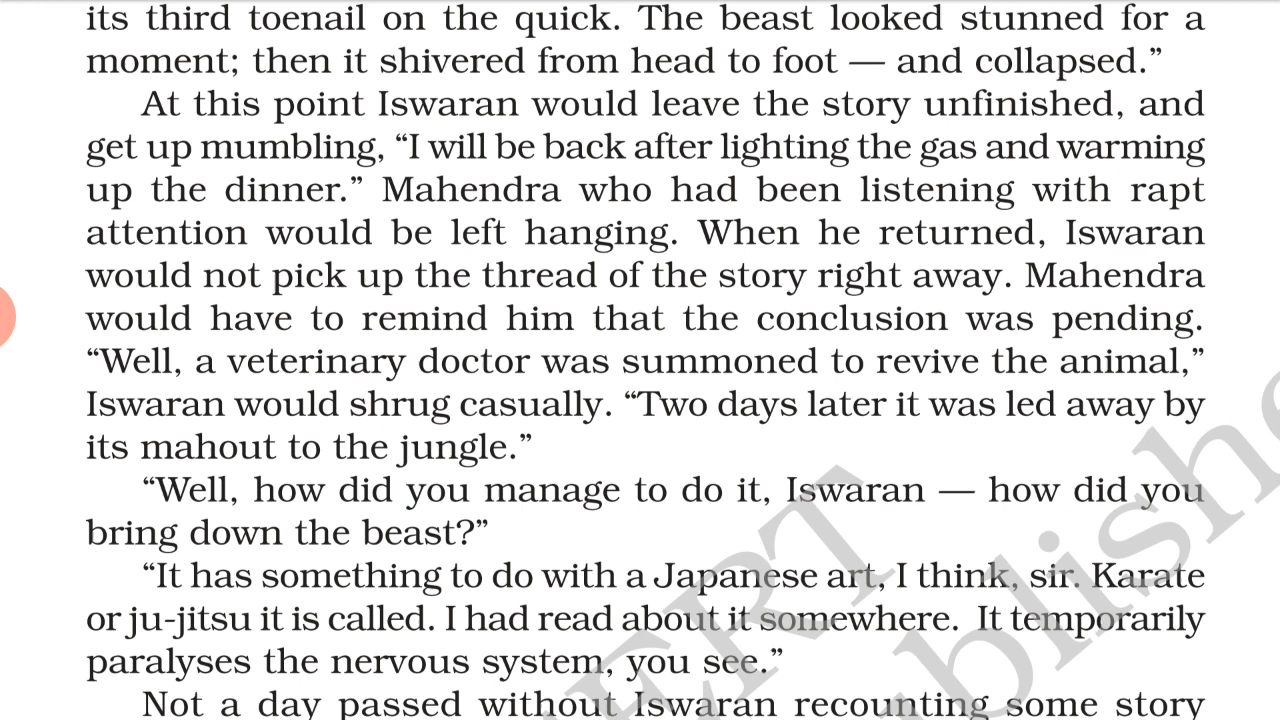 its third toenail on the quick. The beast looked stunned for a
moment; then it shivered from head to foot — and collapsed.”
At this point Iswaran would leave the story unfinished, and
get up mumbling, “I will be back after lighting the gas and warming
up the dinner.” Mahendra who had been listening with rapt
attention would be left hanging. When he returned, Iswaran
would not pick up the thread of the story right away. Mahendra
would have to remind him that the conclusion was pending.
“Well, a veterinary doctor was summoned to revive the animal,”
Iswaran would shrug casually. “Two days later it was led away by
its mahout to the jungle.”
“Well, how did you manage to do it, Iswaran — how did you
bring down the beast?”
“It has something to do with a Japanese art, I think, sir. Karate
or ju-jitsu it is called. I had read about it somewhere. It temporarily
paralyses the nervous system, you see.”
Not a day passed without Iswaran recounting some story